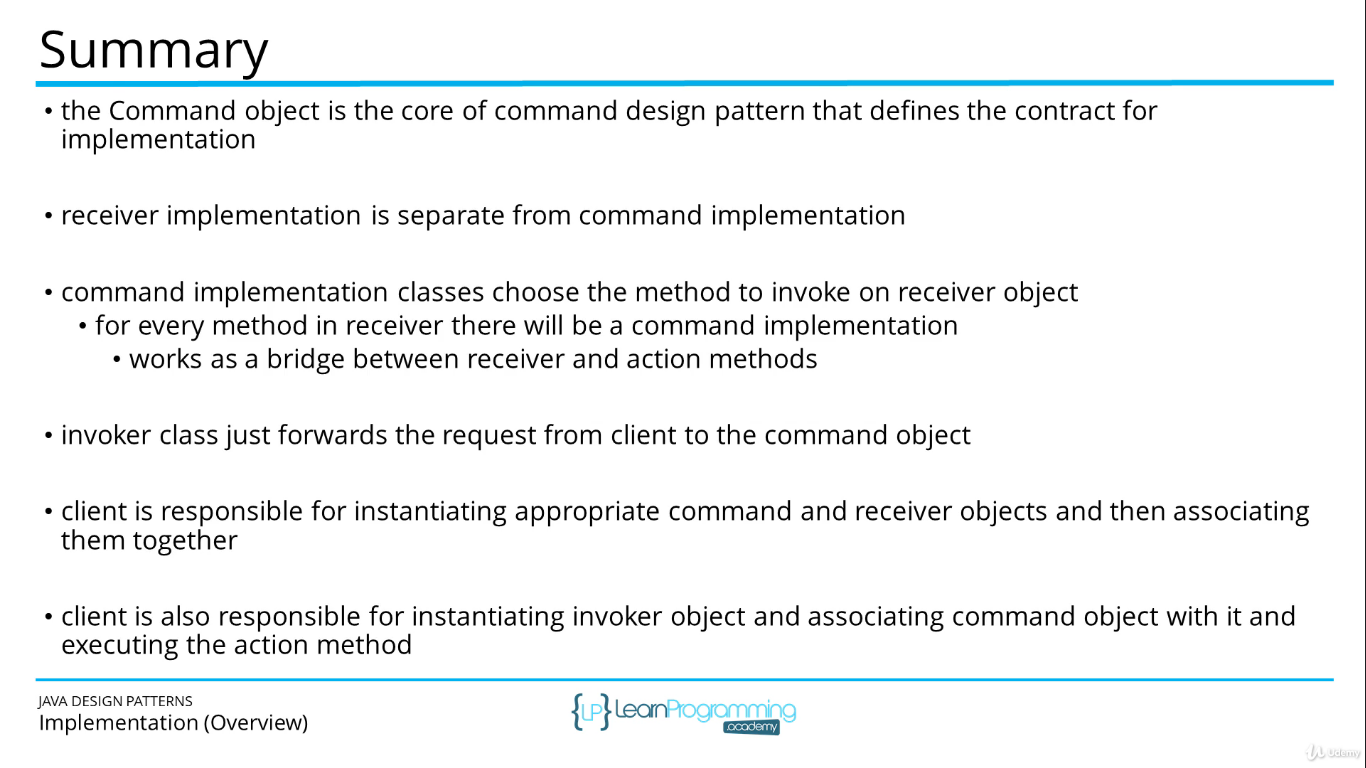 Summary
• the Command object is the core of command design pattern that defines the contract for
implementation
• receiver implementation is separate from command implementation
• command implementation classes choose the method to invoke on receiver object
• for every method in receiver there will be a command implementation
• works as a bridge between receiver and action methods
• invoker class just forwards the request from client to the command object
• client is responsible for instantiating appropriate command and receiver objects and then associating
them together
• client is also responsible for instantiating invoker object and associating command object with it and
executing the action method
JAVA DESIGN PATTERNS
Implementation (Overview)
{LP} LearnProgramming
.academy
Udemy